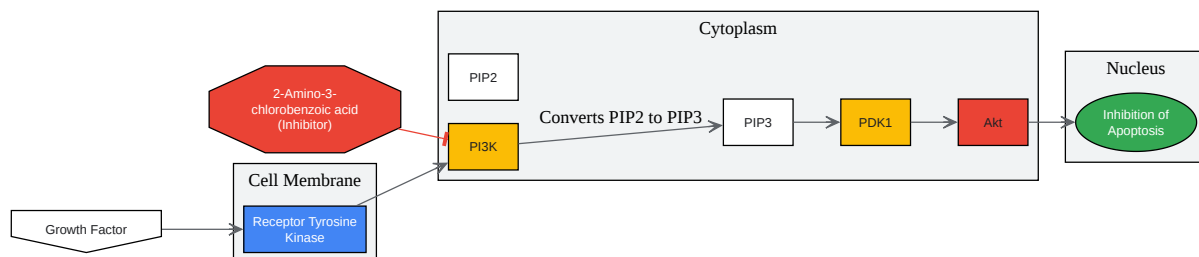 Cytoplasm
PIP2
2-Amino-3-
chlorobenzoic acid
(Inhibitor)
PI3K
Converts PIP2 to PIP3
PIP3
PDK1
Akt
Nucleus
Inhibition of
Apoptosis
Cell Membrane
Receptor Tyrosine
Kinase
Growth Factor